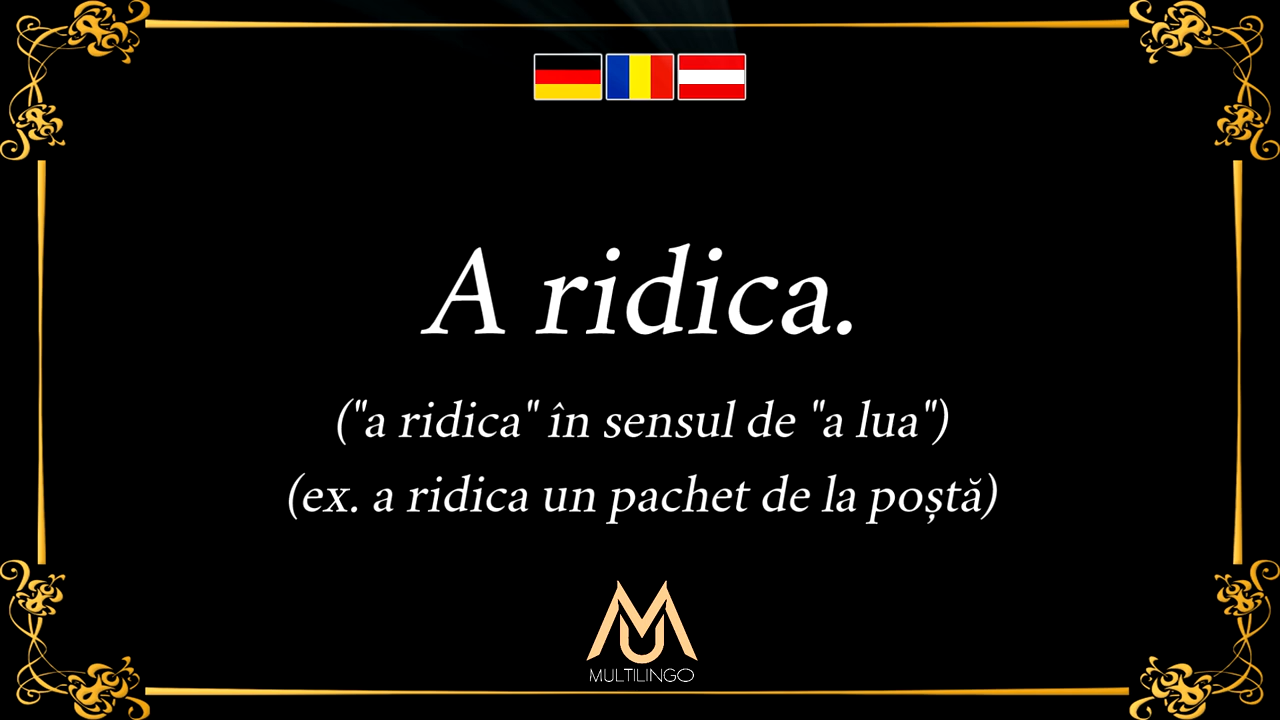 A ridica.
("a ridica" în sensul de "a lua")
(ex. a ridica un pachet de la poștă)
MULTILINGO